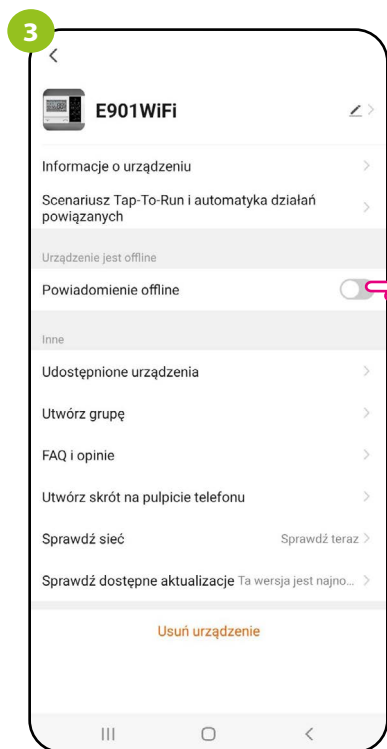 3
E901WiFi
Informacje o urządzeniu
Scenariusz Tap-To-Run i automatyka działań
powiązanych
Urządzenie jest offline
Powiadomienie offline
Inne
Udostępnione urządzenia
Utwórz grupę
FAQ i opinie
Utwórz skrót na pulpicie telefonu
Sprawdź sieć Sprawdź teraz
Sprawdź dostępne aktualizacje Ta wersja jest najno...
Usuń urządzenie